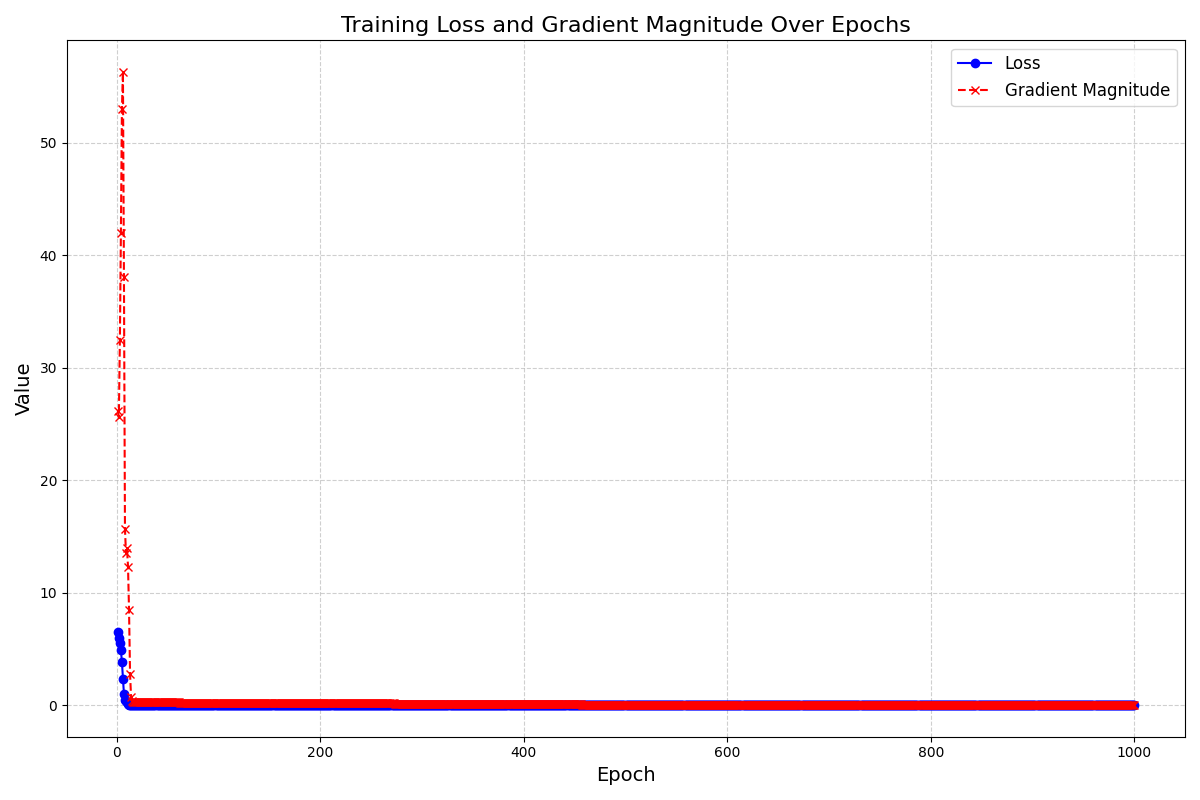 Training Loss and Gradient Magnitude Over Epochs
Loss
Gradient Magnitude
Value
50
40
30
20
10
0
0 200 400 600 800 1000
Epoch